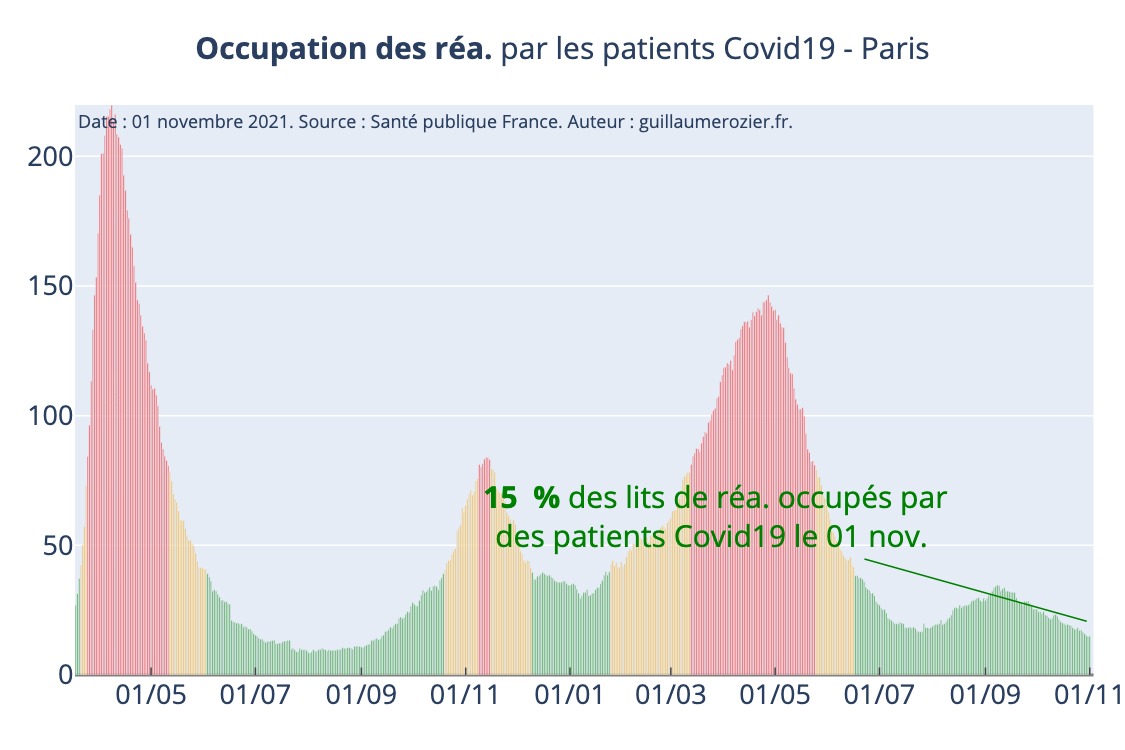 Occupation des réa. par les patients Covid19 - Paris
Date : 01 novembre 2021. Source : Santé publique France. Auteur : guillaumerozier.fr.
200
150
100
50
0
15 % des lits de réa. occupés par
des patients Covid19 le 01 nov.
01/05 01/07 01/09 01/11 01/01 01/03 01/05 01/07 01/09 01/11